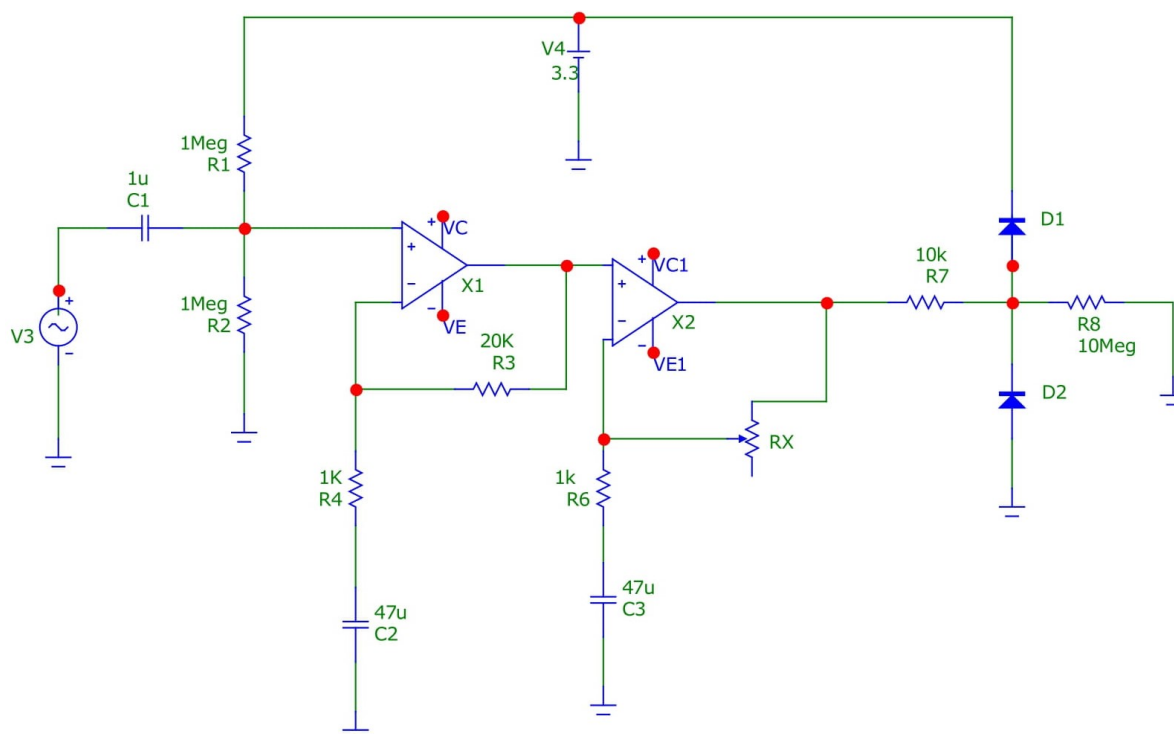 V4
3.3
1Meg
R1
1u
C1
+
VC
D1
+
-
X1
-
VE
+
VC1
10k
R7
+
-
X2
-
VE1
R8
10Meg
1Meg
R2
+
V3
-
20K
R3
D2
RX
1K
R4
1k
R6
47u
C2
47u
C3